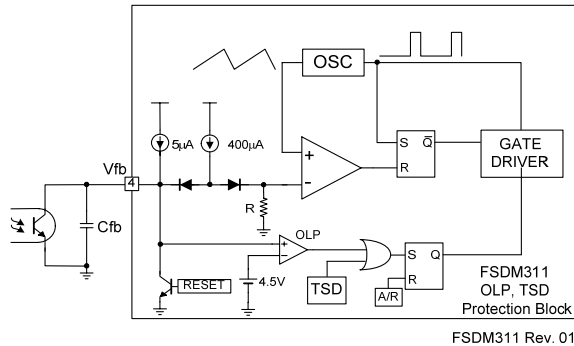 OSC
5μA
400μA
Vfb
4
+
-
S
Q
R
GATE
DRIVER
R
Cfb
OLP
+
-
S
Q
R
RESET
4.5V
TSD
A/R
FSDM311
OLP, TSD
Protection Block
FSDM311 Rev. 01